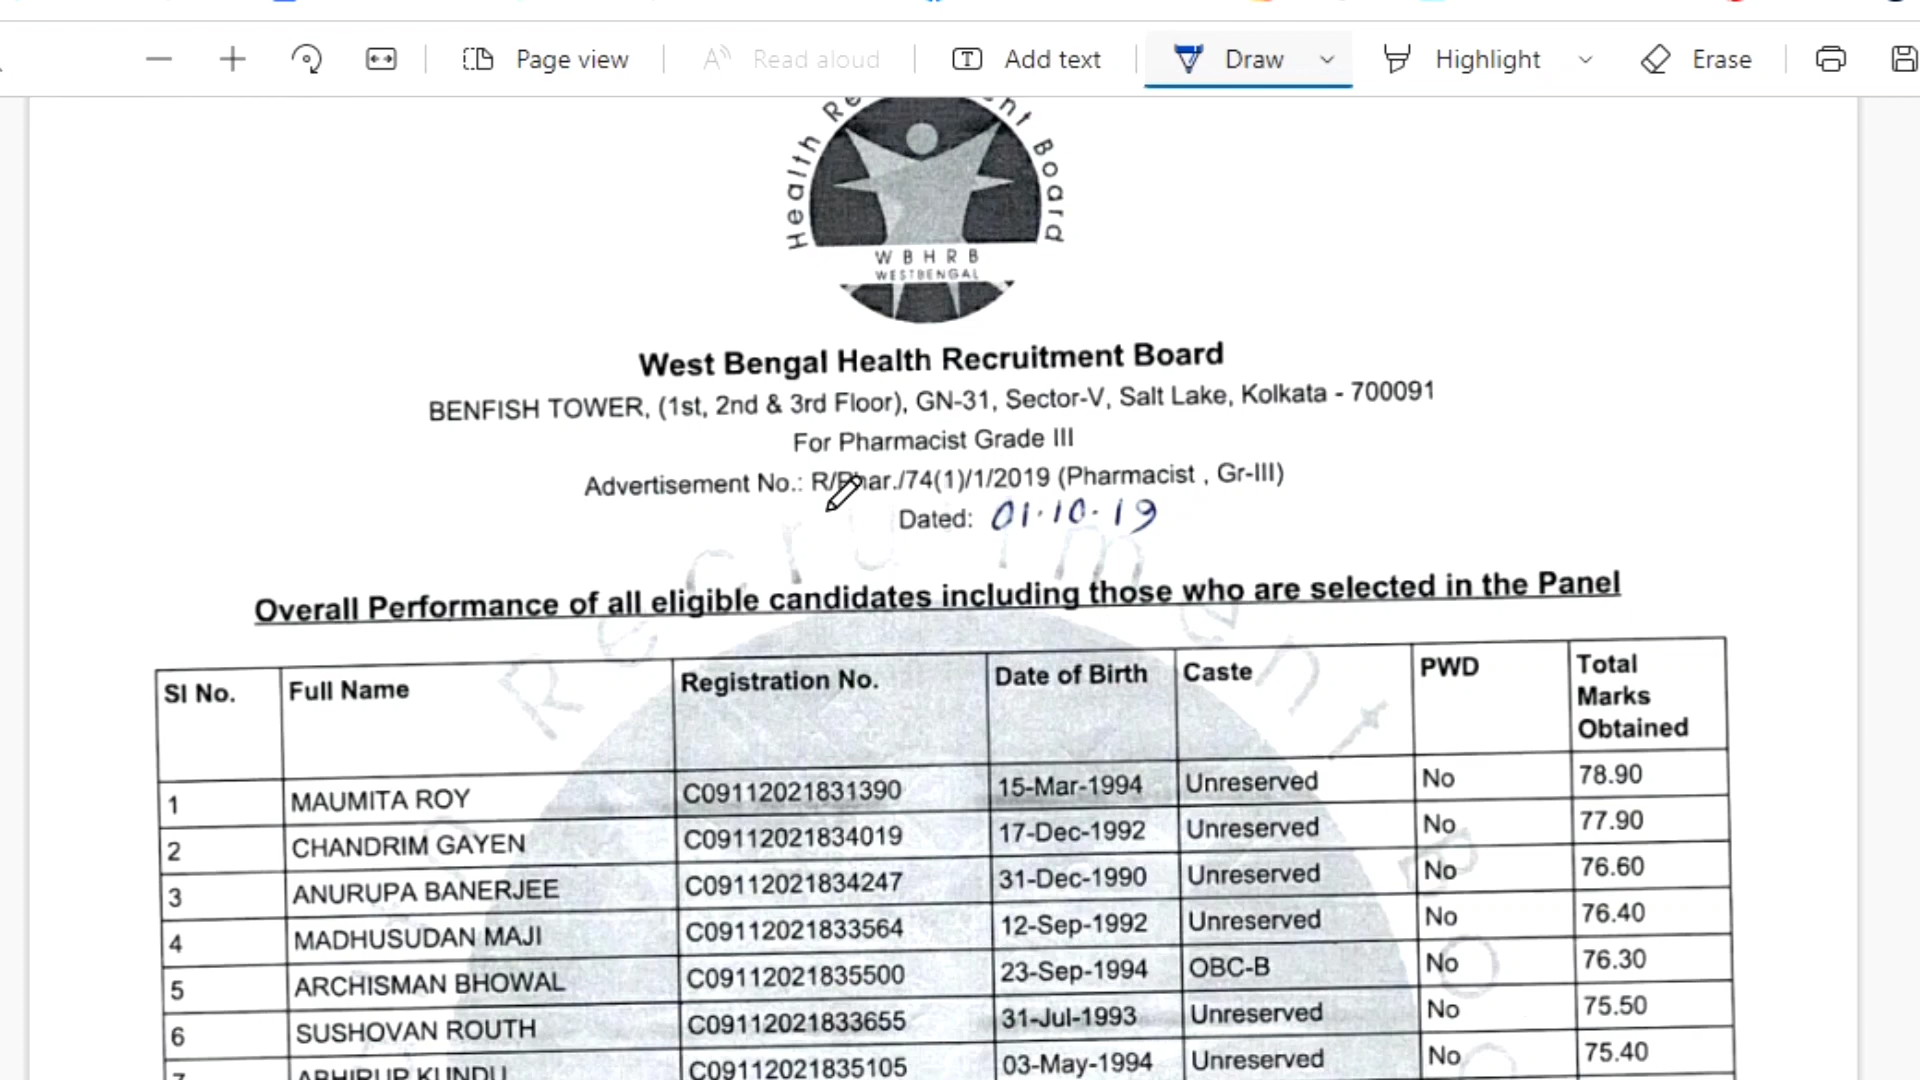 Page view Read aloud Add text Draw Highlight Erase
Health Board
WBHRB
WESTBENGAL
West Bengal Health Recruitment Board
BENFISH TOWER, (1st, 2nd & 3rd Floor), GN-31, Sector-V, Salt Lake, Kolkata - 700091
For Pharmacist Grade III
Advertisement No.: R/Phar./74(1)/1/2019 (Pharmacist , Gr-III)
Dated: 01.10.19
Overall Performance of all eligible candidates including those who are selected in the Panel
Sl No. Full Name Registration No. Date of Birth Caste PWD Total Marks Obtained
1 MAUMITA ROY C09112021831390 15-Mar-1994 Unreserved No 78.90
2 CHANDRIM GAYEN C09112021834019 17-Dec-1992 Unreserved No 77.90
3 ANURUPA BANERJEE C09112021834247 31-Dec-1990 Unreserved No 76.60
4 MADHUSUDAN MAJI C09112021833564 12-Sep-1992 Unreserved No 76.40
5 ARCHISMAN BHOWAL C09112021835500 23-Sep-1994 OBC-B No 76.30
6 SUSHOVAN ROUTH C09112021833655 31-Jul-1993 Unreserved No 75.50
7 ABHIRUP KUNDU C09112021835105 03-May-1994 Unreserved No 75.40